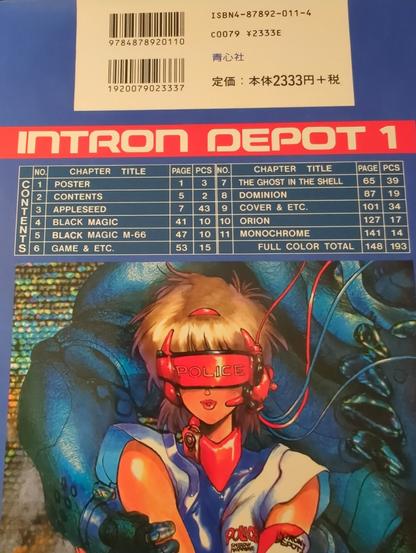 ISBN4-87892-011-4
C0079 ¥2333E
9784878920110
青心社
1920079023337
定価：本体2333円＋税
INTRON DEPOT 1
CONTENTS
NO. CHAPTER TITLE PAGE PCS
1 POSTER 1 3
2 CONTENTS 5 2
3 APPLESEED 7 43
4 BLACK MAGIC 41 10
5 BLACK MAGIC M-66 47 10
6 GAME & ETC. 53 15
NO. CHAPTER TITLE PAGE PCS
7 THE GHOST IN THE SHELL 65 39
8 DOMINION 87 19
9 COVER & ETC. 101 34
10 ORION 127 17
11 MONOCHROME 141 14
FULL COLOR TOTAL 148 193
POLICE
POLICE